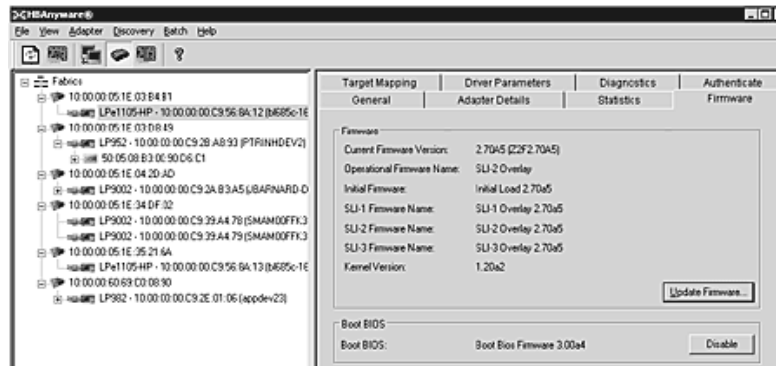 HBAnyware®
File View Adapter Discovery Batch Help
Fabrics
10:00:00:05:1E:03:B4:B1
LPe1105-HP - 10:00:00:00:C9:56:8A:12 (bl685c-16
10:00:00:05:1E:03:D8:49
LP952 - 10:00:00:00:C9:28:A8:93 (PTRINHDEV2)
50:05:08:B3:00:90:D6:C1
10:00:00:05:1E:04:2D:AD
LP9002 - 10:00:00:00:C9:2A:B3:A5 (JBARNARD-D
10:00:00:05:1E:34:DF:02
LP9002 - 10:00:00:00:C9:39:A4:78 (SMAM00FFK3
LP9002 - 10:00:00:00:C9:39:A4:79 (SMAM00FFK3
10:00:00:05:1E:35:21:6A
LPe1105-HP - 10:00:00:00:C9:56:8A:13 (bl685c-16
10:00:00:60:69:C0:08:90
LP982 - 10:00:00:00:C9:2E:01:06 (appdev23)
Target Mapping Driver Parameters Diagnostics Authenticate
General Adapter Details Statistics Firmware
Firmware
Current Firmware Version: 2.70A5 (Z2F2.70A5)
Operational Firmware Name: SLI-2 Overlay
Initial Firmware: Initial Load 2.70a5
SLI-1 Firmware Name: SLI-1 Overlay 2.70a5
SLI-2 Firmware Name: SLI-2 Overlay 2.70a5
SLI-3 Firmware Name: SLI-3 Overlay 2.70a5
Kernel Version: 1.20a2
Update Firmware...
Boot BIOS
Boot BIOS: Boot Bios Firmware 3.00a4 Disable